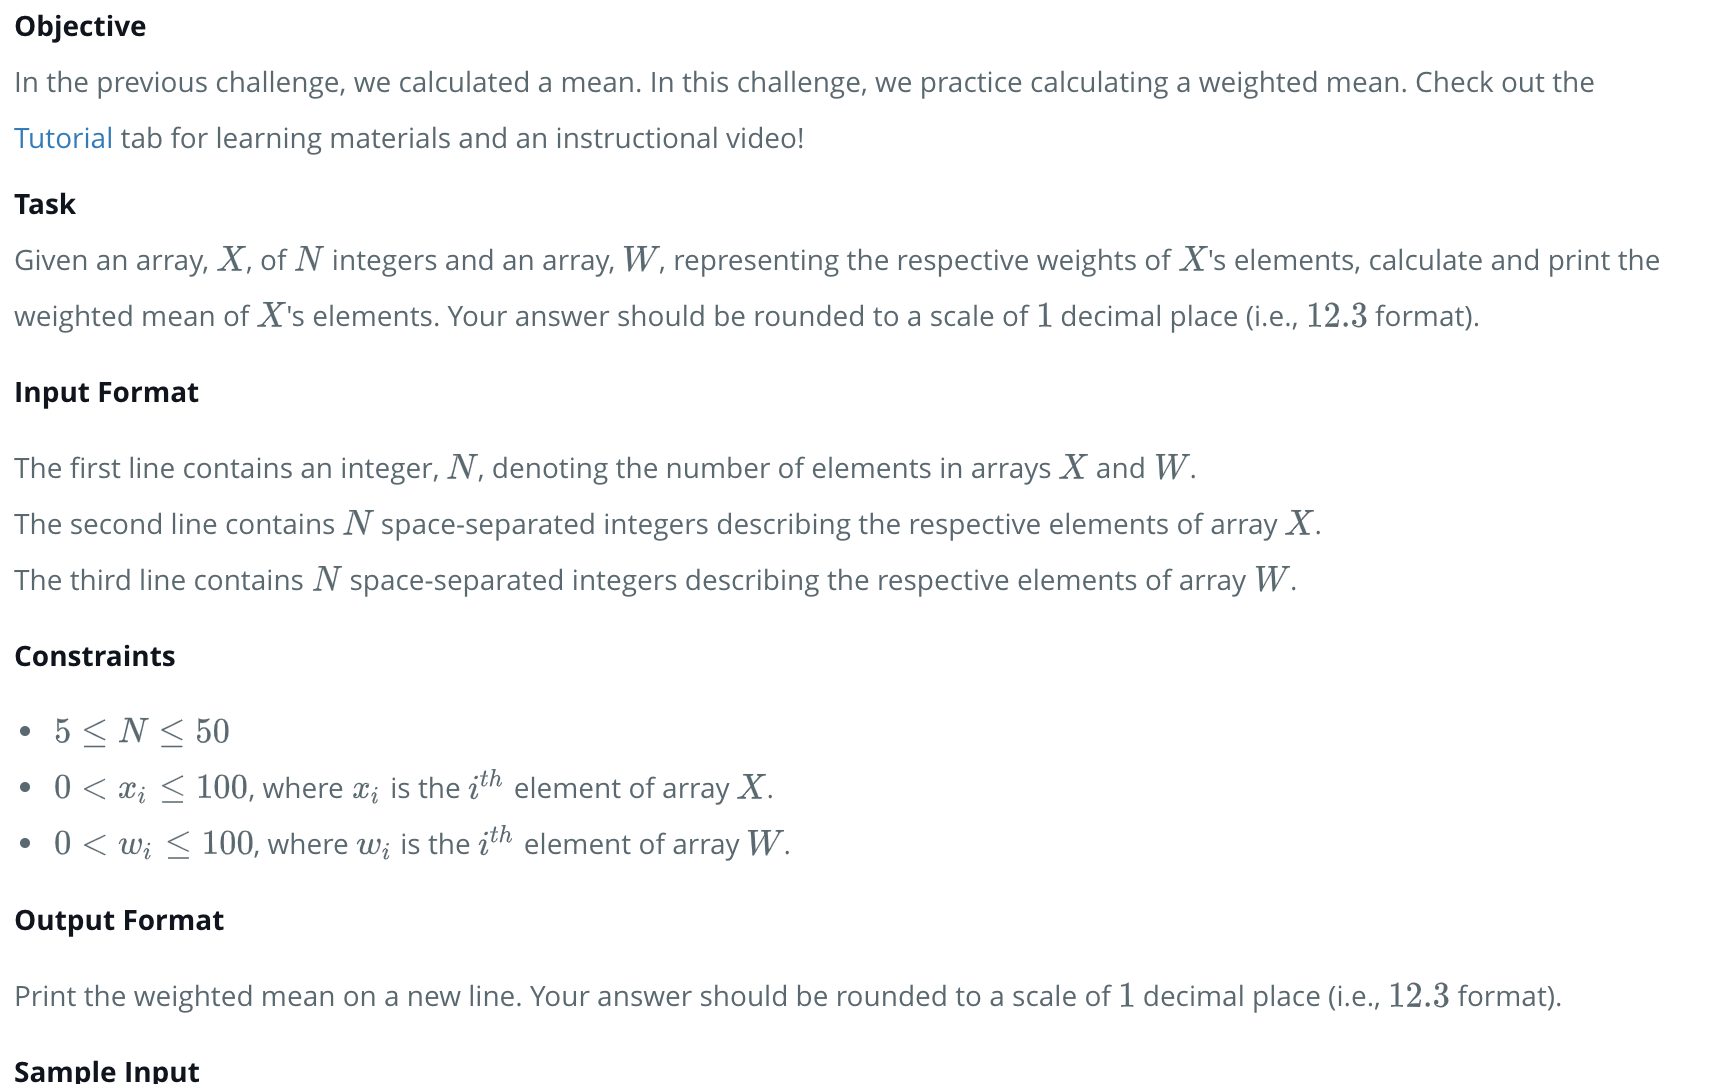 Objective
In the previous challenge, we calculated a mean. In this challenge, we practice calculating a weighted mean. Check out the
Tutorial tab for learning materials and an instructional video!
Task
Given an array, X, of N integers and an array, W, representing the respective weights of X's elements, calculate and print the
weighted mean of X's elements. Your answer should be rounded to a scale of 1 decimal place (i.e., 12.3 format).
Input Format
The first line contains an integer, N, denoting the number of elements in arrays X and W.
The second line contains N space-separated integers describing the respective elements of array X.
The third line contains N space-separated integers describing the respective elements of array W.
Constraints
• 5 ≤ N ≤ 50
• 0 < x_i ≤ 100, where x_i is the i^{th} element of array X.
• 0 < w_i ≤ 100, where w_i is the i^{th} element of array W.
Output Format
Print the weighted mean on a new line. Your answer should be rounded to a scale of 1 decimal place (i.e., 12.3 format).
Sample Input